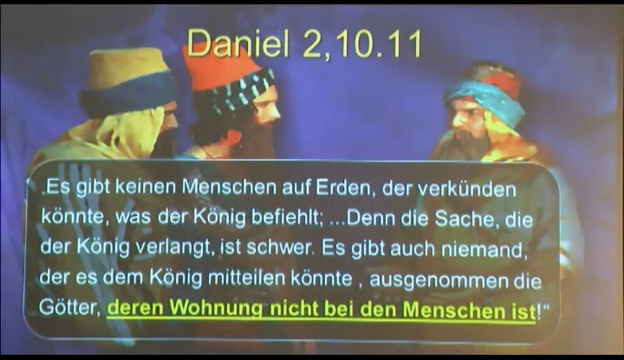 Daniel 2,10.11
„Es gibt keinen Menschen auf Erden, der verkünden
könnte, was der König befiehlt; ...Denn die Sache, die
der König verlangt, ist schwer. Es gibt auch niemand,
der es dem König mitteilen könnte , ausgenommen die
Götter, deren Wohnung nicht bei den Menschen ist!"